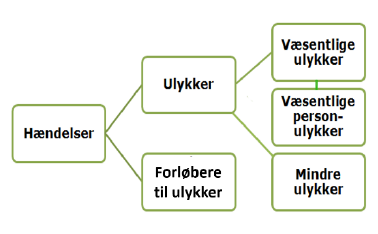 Hændelser
Ulykker
Forløbere
til ulykker
Væsentlige
ulykker
Væsentlige
person-
ulykker
Mindre
ulykker